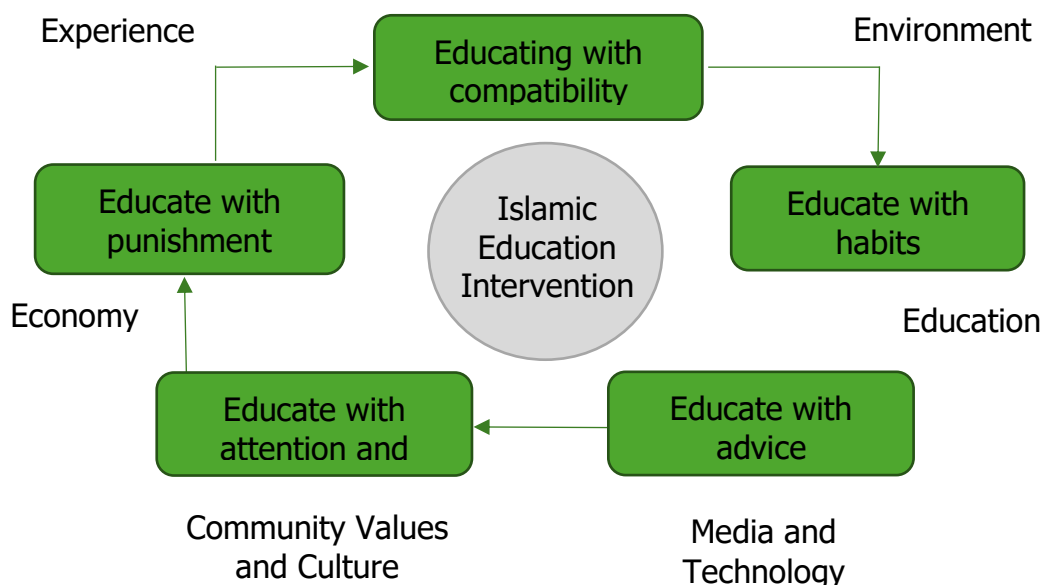 Experience
Educating with
compatibility
Environment
Educate with
punishment
Islamic
Education
Intervention
Educate with
habits
Economy
Education
Educate with
attention and
Educate with
advice
Community Values
and Culture
Media and
Technology